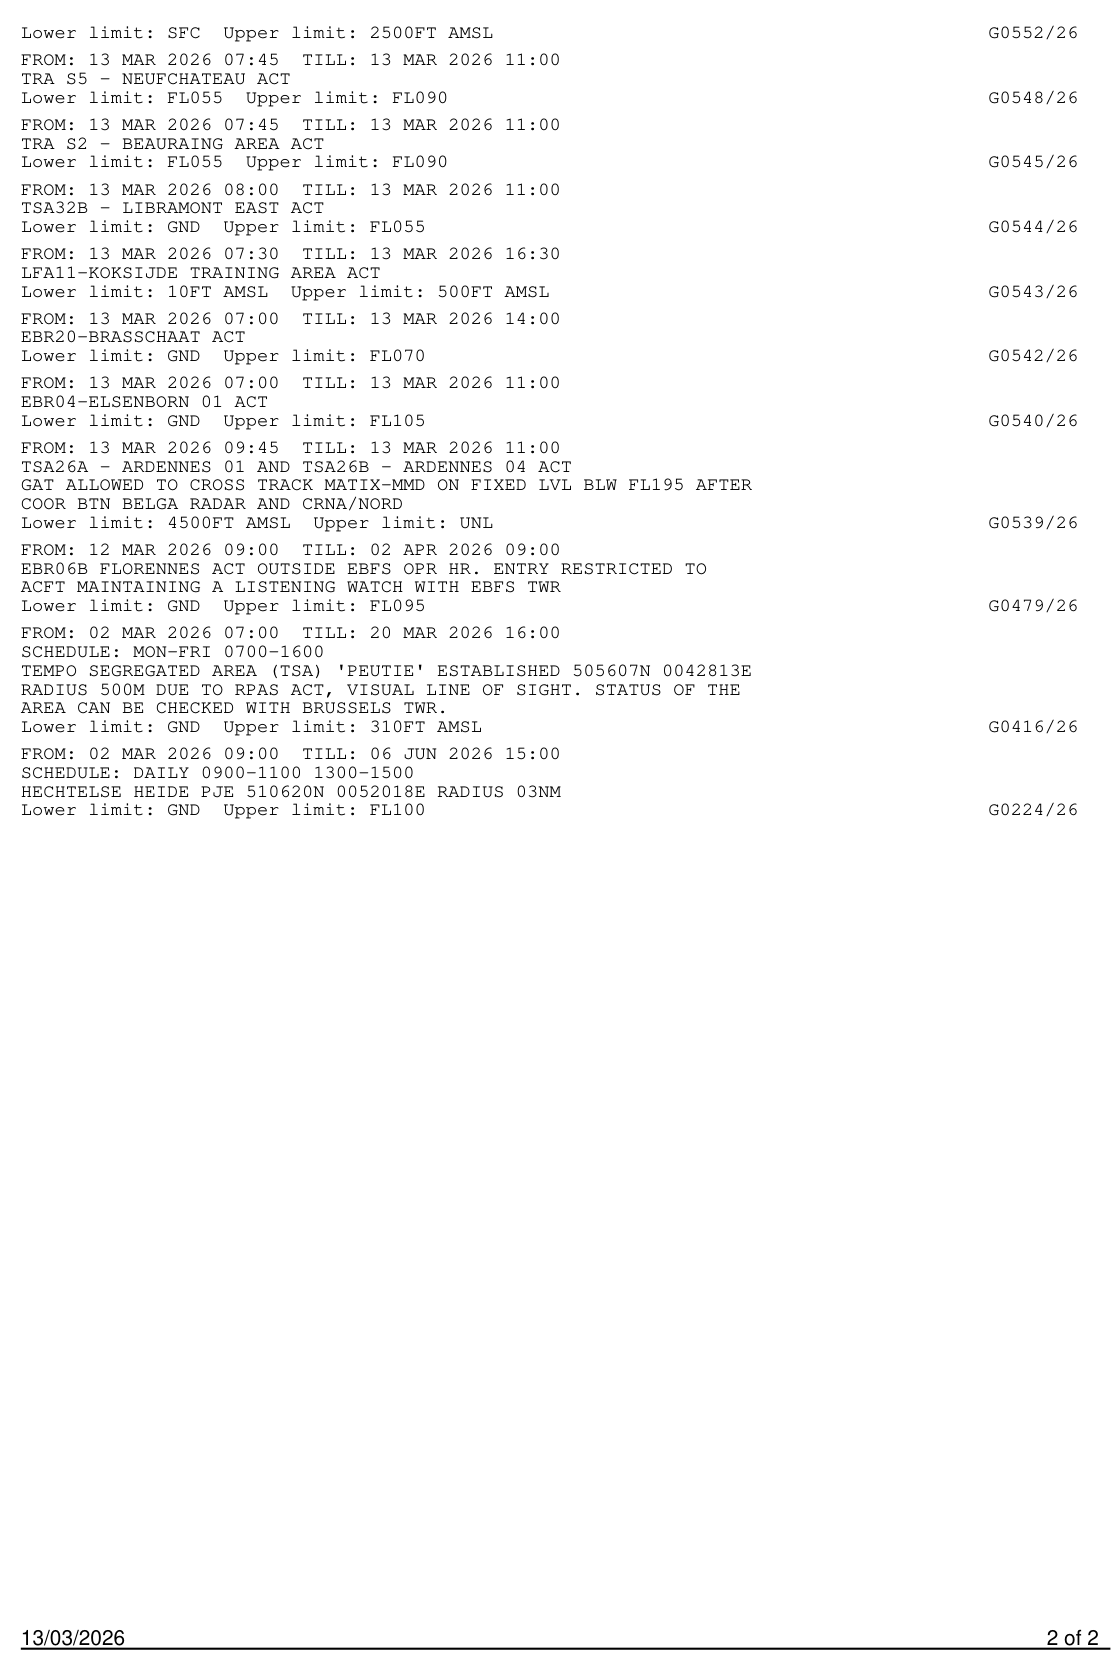 Lower limit: SFC  Upper limit: 2500FT AMSL G0552/26
FROM: 13 MAR 2026 07:45  TILL: 13 MAR 2026 11:00
TRA S5 - NEUFCHATEAU ACT
Lower limit: FL055  Upper limit: FL090 G0548/26
FROM: 13 MAR 2026 07:45  TILL: 13 MAR 2026 11:00
TRA S2 - BEAURAING AREA ACT
Lower limit: FL055  Upper limit: FL090 G0545/26
FROM: 13 MAR 2026 08:00  TILL: 13 MAR 2026 11:00
TSA32B - LIBRAMONT EAST ACT
Lower limit: GND  Upper limit: FL055 G0544/26
FROM: 13 MAR 2026 07:30  TILL: 13 MAR 2026 16:30
LFA11-KOKSIJDE TRAINING AREA ACT
Lower limit: 10FT AMSL  Upper limit: 500FT AMSL G0543/26
FROM: 13 MAR 2026 07:00  TILL: 13 MAR 2026 14:00
EBR20-BRASSCHAAT ACT
Lower limit: GND  Upper limit: FL070 G0542/26
FROM: 13 MAR 2026 07:00  TILL: 13 MAR 2026 11:00
EBR04-ELSENBORN 01 ACT
Lower limit: GND  Upper limit: FL105 G0540/26
FROM: 13 MAR 2026 09:45  TILL: 13 MAR 2026 11:00
TSA26A - ARDENNES 01 AND TSA26B - ARDENNES 04 ACT
GAT ALLOWED TO CROSS TRACK MATIX-MMD ON FIXED LVL BLW FL195 AFTER
COOR BTN BELGA RADAR AND CRNA/NORD
Lower limit: 4500FT AMSL  Upper limit: UNL G0539/26
FROM: 12 MAR 2026 09:00  TILL: 02 APR 2026 09:00
EBR06B FLORENNES ACT OUTSIDE EBFS OPR HR. ENTRY RESTRICTED TO
ACFT MAINTAINING A LISTENING WATCH WITH EBFS TWR
Lower limit: GND  Upper limit: FL095 G0479/26
FROM: 02 MAR 2026 07:00  TILL: 20 MAR 2026 16:00
SCHEDULE: MON-FRI 0700-1600
TEMPO SEGREGATED AREA (TSA) 'PEUTIE' ESTABLISHED 505607N 0042813E
RADIUS 500M DUE TO RPAS ACT, VISUAL LINE OF SIGHT. STATUS OF THE
AREA CAN BE CHECKED WITH BRUSSELS TWR.
Lower limit: GND  Upper limit: 310FT AMSL G0416/26
FROM: 02 MAR 2026 09:00  TILL: 06 JUN 2026 15:00
SCHEDULE: DAILY 0900-1100 1300-1500
HECHTELSE HEIDE PJE 510620N 0052018E RADIUS 03NM
Lower limit: GND  Upper limit: FL100 G0224/26
13/03/2026 2 of 2